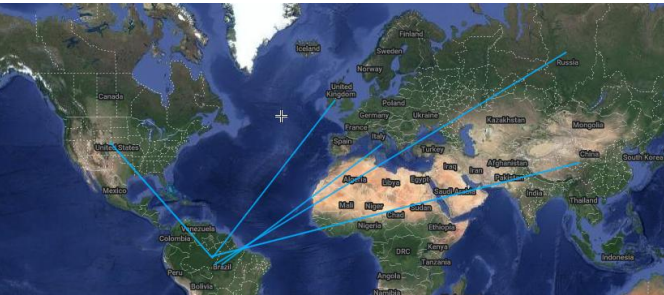 Finland
Iceland
Sweden
Russia
Norway
United
Kingdom
Canada
Poland
Germany
Ukraine
Kazakhstan
Mongolia
France
Italy
Spain
United States
Turkey
China
South Korea
Iraq
Iran
Afghanistan
Pakistan
Algeria
Libya
Egypt
Saudi Arabia
India
Mexico
Mali
Niger
Chad
Sudan
Thailand
Nigeria
Ethiopia
Venezuela
Colombia
DRC
Kenya
Tanzania
Indonesia
Brazil
Peru
Bolivia
Angola
Namibia